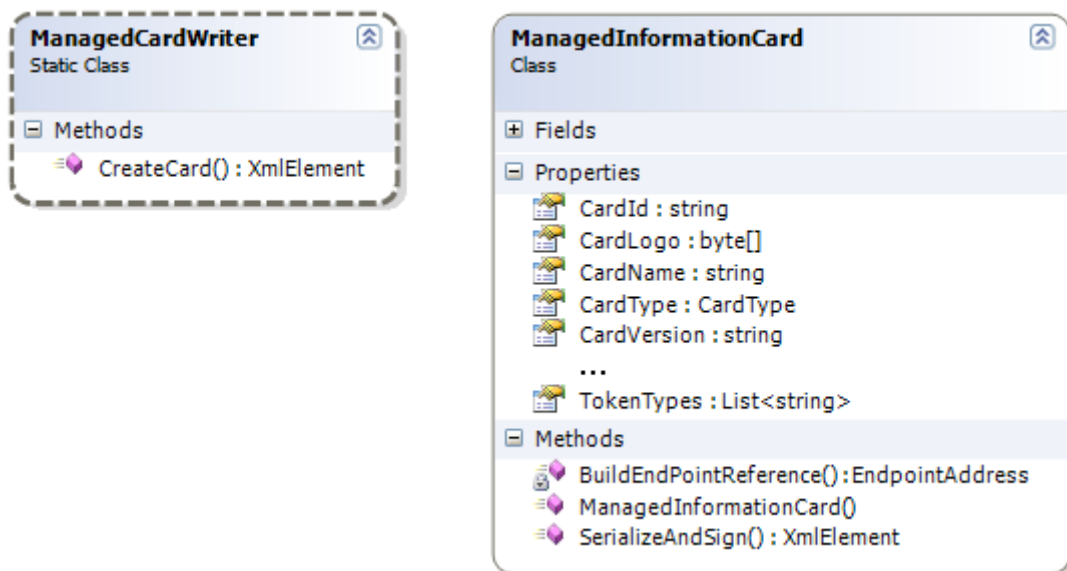 ManagedCardWriter
Static Class
Methods
CreateCard() : XmlElement
ManagedInformationCard
Class
Fields
Properties
CardId : string
CardLogo : byte[]
CardName : string
CardType : CardType
CardVersion : string
...
TokenTypes : List<string>
Methods
BuildEndPointReference():EndpointAddress
ManagedInformationCard()
SerializeAndSign() : XmlElement